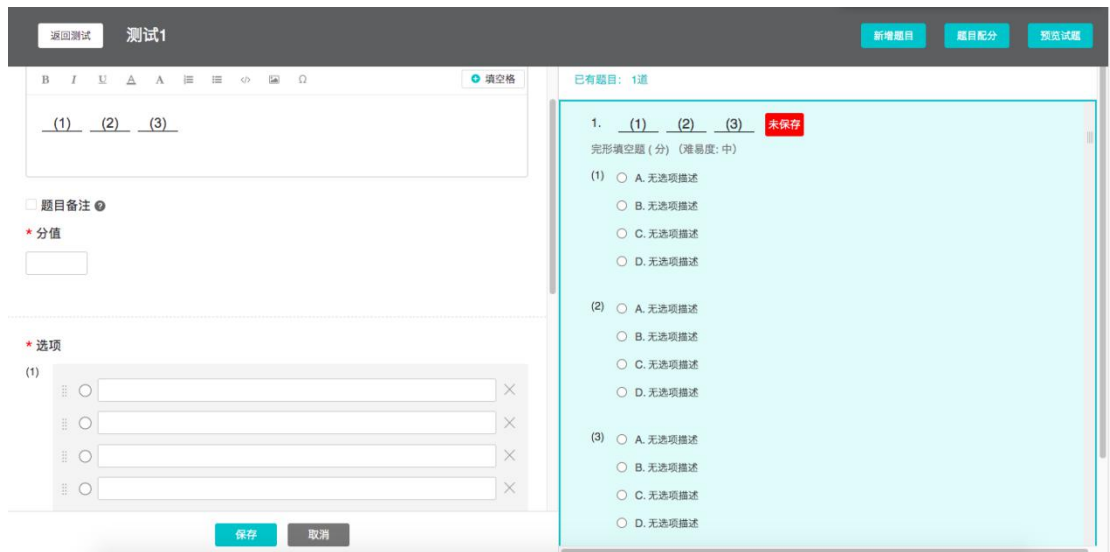 返回测试 测试1 新增题目 题目配分 预览试题
B I U A A </> Ω 填空格
(1) (2) (3)
题目备注
* 分值
* 选项
(1)
保存 取消
已有题目： 1道
1. (1) (2) (3) 未保存
完形填空题 ( 分) （难易度: 中）
(1) A. 无选项描述
B. 无选项描述
C. 无选项描述
D. 无选项描述
(2) A. 无选项描述
B. 无选项描述
C. 无选项描述
D. 无选项描述
(3) A. 无选项描述
B. 无选项描述
C. 无选项描述
D. 无选项描述